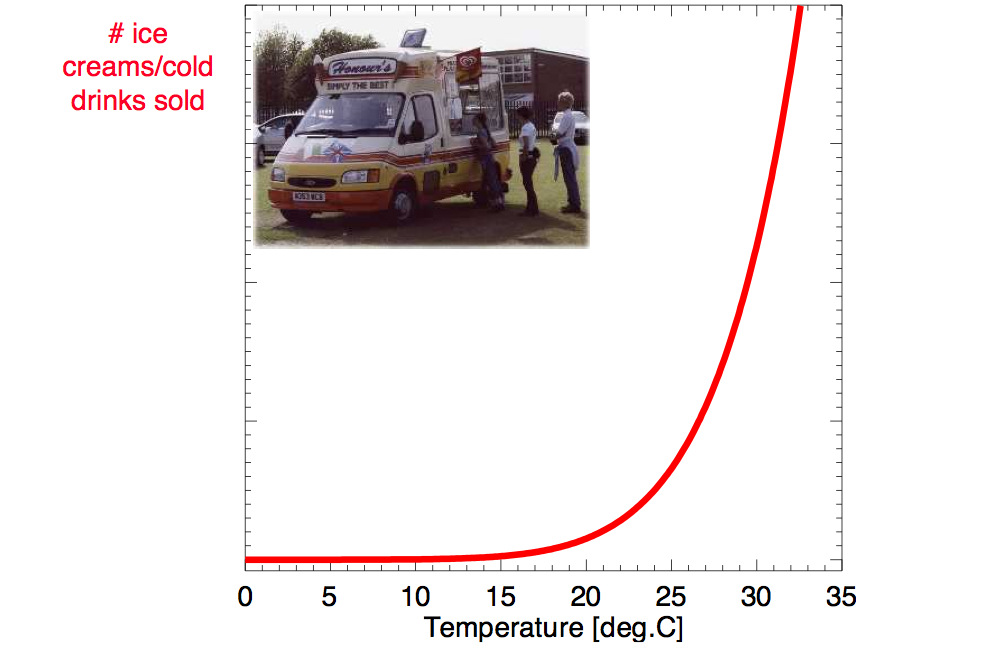 # ice
creams/cold
drinks sold
Honour's
SIMPLY THE BEST
0 5 10 15 20 25 30 35
Temperature [deg.C]